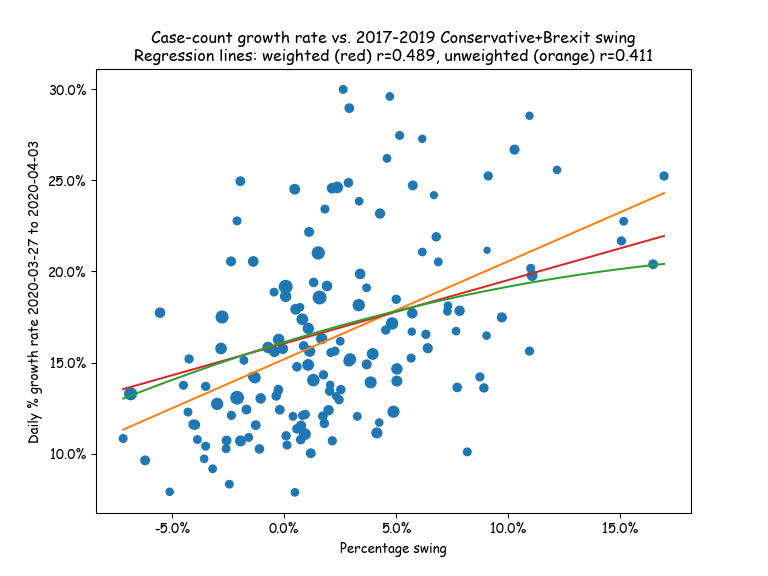 Case-count growth rate vs. 2017-2019 Conservative+Brexit swing
Regression lines: weighted (red) r=0.489, unweighted (orange) r=0.411
30.0%
25.0%
20.0%
15.0%
10.0%
Daily % growth rate 2020-03-27 to 2020-04-03
-5.0%
0.0%
5.0%
10.0%
15.0%
Percentage swing